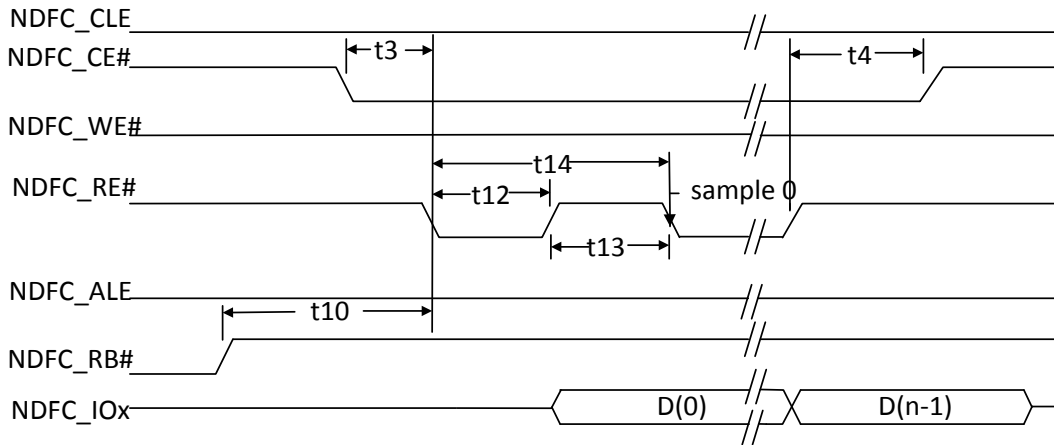 NDFC_CLE
t3
t4
NDFC_CE#
NDFC_WE#
t14
NDFC_RE#
t12
sample 0
t13
NDFC_ALE
t10
NDFC_RB#
NDFC_IOx
D(0)
D(n-1)